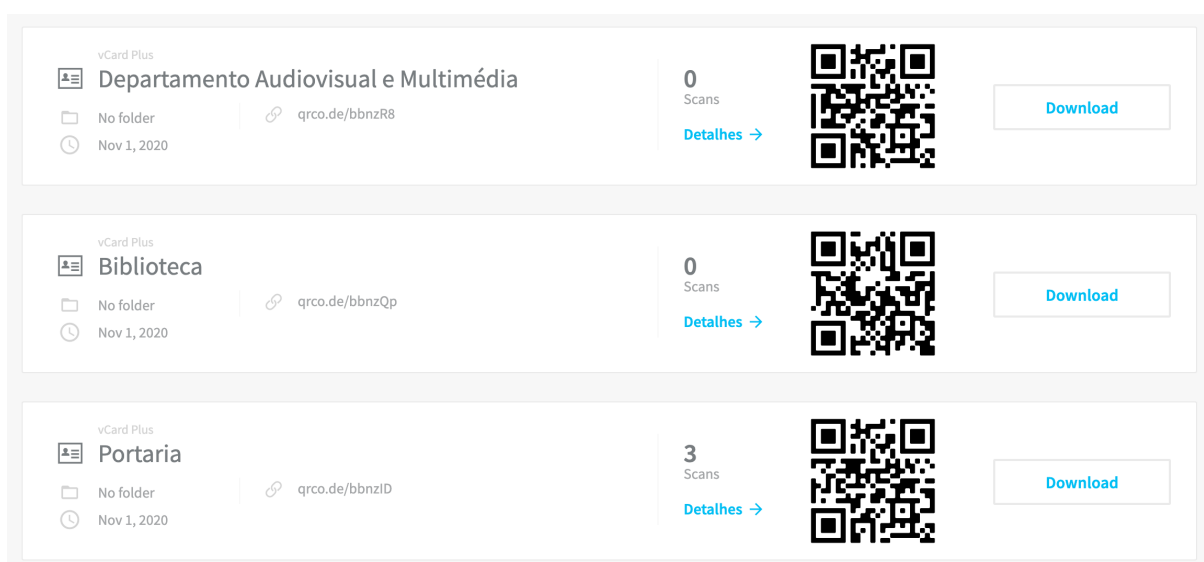 vCard Plus
Departamento Audiovisual e Multimédia
No folder
qrco.de/bbnzR8
Nov 1, 2020
0
Scans
Detalhes →
Download
vCard Plus
Biblioteca
No folder
qrco.de/bbnzQp
Nov 1, 2020
0
Scans
Detalhes →
Download
vCard Plus
Portaria
No folder
qrco.de/bbnzID
Nov 1, 2020
3
Scans
Detalhes →
Download